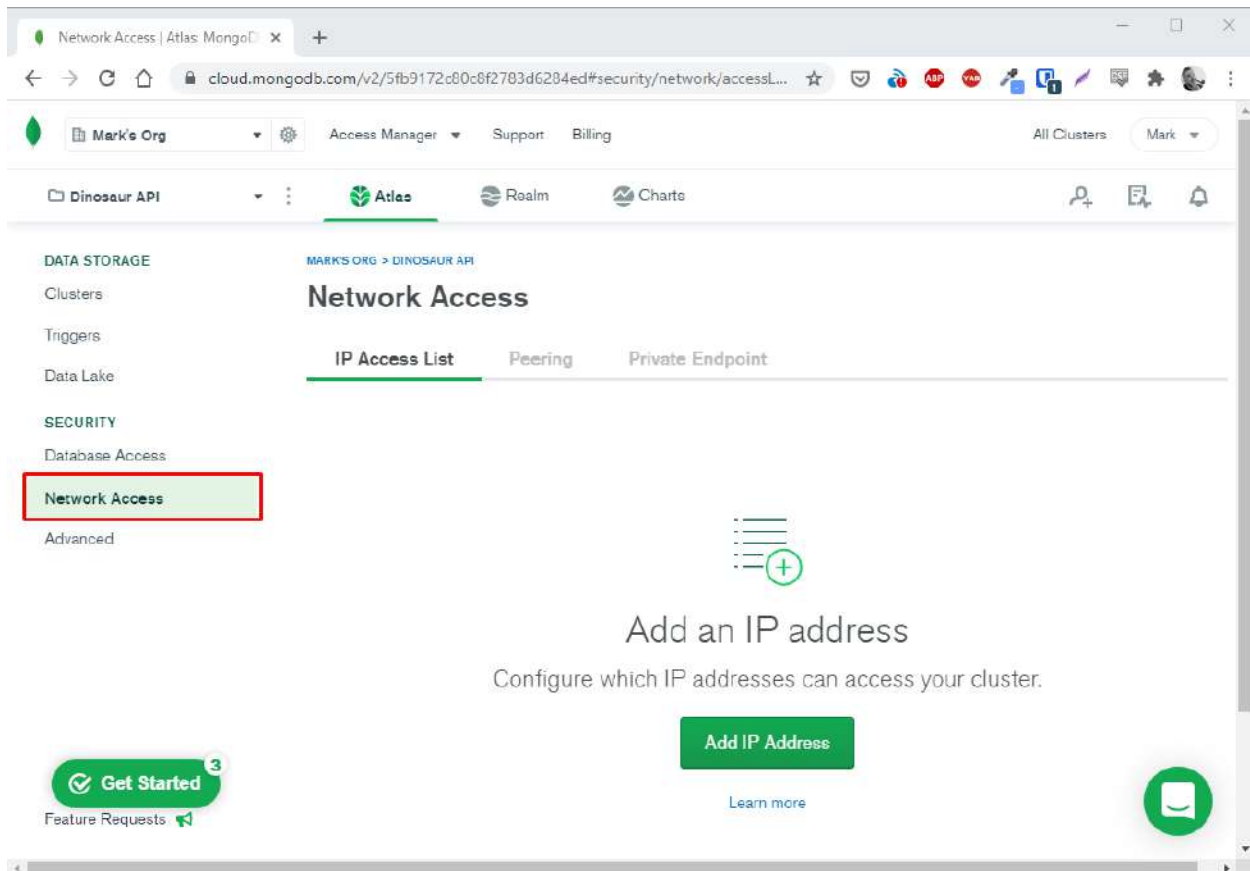 Network Access | Atlas: MongoD
cloud.mongodb.com/v2/5fb9172c80c8f2783d6284ed#security/network/accessL...
ABP
1
Mark's Org
Access Manager
Support
Billing
All Clusters
Mark
Dinosaur API
Atlas
Realm
Charts
DATA STORAGE
Clusters
Triggers
Data Lake
SECURITY
Database Access
Network Access
Advanced
MARK'S ORG > DINOSAUR API
Network Access
IP Access List
Peering
Private Endpoint
Add an IP address
Configure which IP addresses can access your cluster.
Add IP Address
Learn more
Get Started
3
Feature Requests